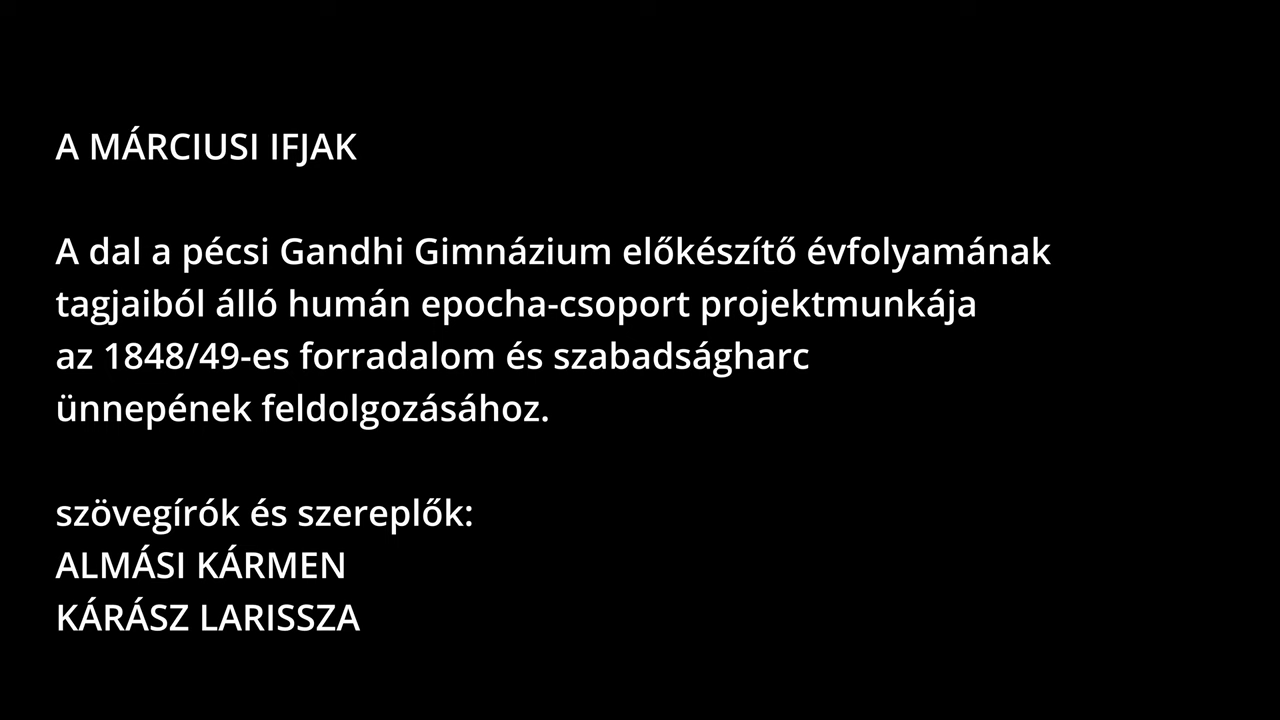 A MÁRCIUSI IFJAK
A dal a pécsi Gandhi Gimnázium előkészítő évfolyamának
tagjaiból álló humán epocha-csoport projektmunkája
az 1848/49-es forradalom és szabadságharc
ünnepének feldolgozásához.
szövegírók és szereplők:
ALMÁSI KÁRMEN
KÁRÁSZ LARISSZA